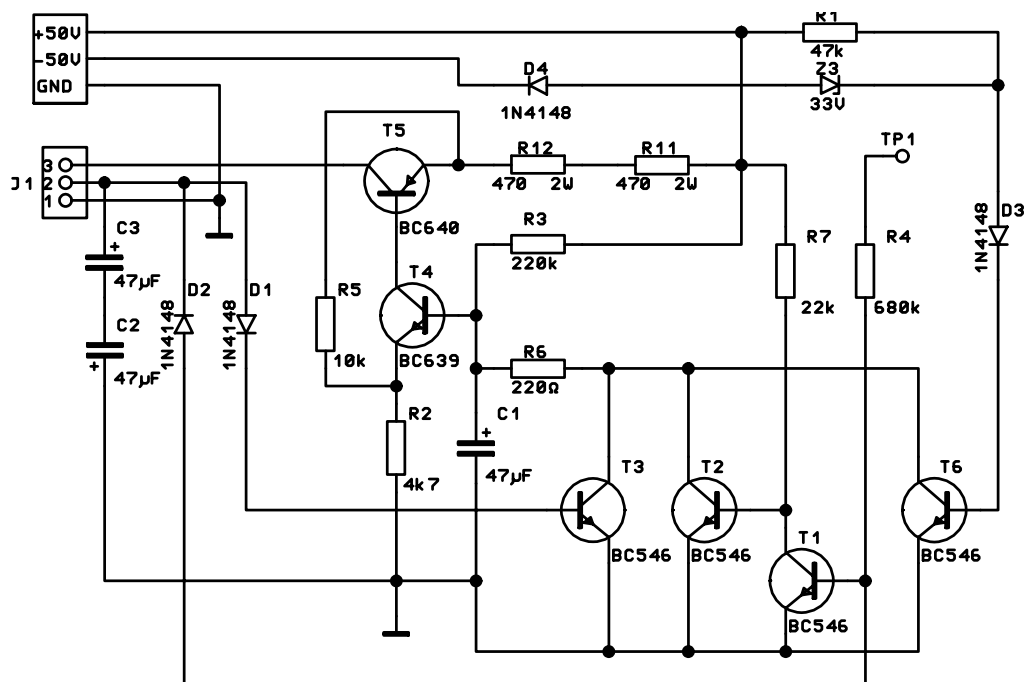 +50V
R1
47k
-50V
D4
1N4148
Z3
33V
GND
T5
TP1
J1
3
2
1
R12
470 2W
R11
470 2W
BC640
R3
220k
C3
+
47µF
D2
1N4148
D1
1N4148
R5
10k
T4
BC639
R7
22k
R4
680k
1N4148
D3
C2
+
47µF
R6
220Ω
R2
4k7
C1
+
47µF
T3
BC546
T2
BC546
T6
BC546
T1
BC546